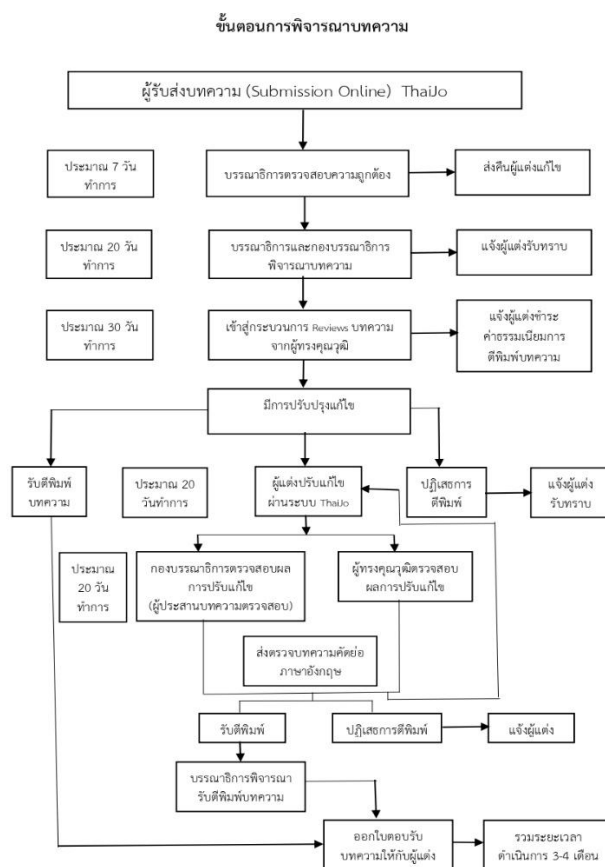 ขั้นตอนการพิจารณาบทความ
ผู้รับส่งบทความ (Submission Online) ThaiJo
ประมาณ 7 วัน
ทำการ
บรรณาธิการตรวจสอบความถูกต้อง
ส่งคืนผู้แต่งแก้ไข
ประมาณ 20 วัน
ทำการ
บรรณาธิการและกองบรรณาธิการ
พิจารณาบทความ
แจ้งผู้แต่งรับทราบ
ประมาณ 30 วัน
ทำการ
เข้าสู่กระบวนการ Reviews บทความ
จากผู้ทรงคุณวุฒิ
แจ้งผู้แต่งชำระ
ค่าธรรมเนียมการ
ตีพิมพ์บทความ
มีการปรับปรุงแก้ไข
รับตีพิมพ์
บทความ
ประมาณ 20
วันทำการ
ผู้แต่งปรับแก้ไข
ผ่านระบบ ThaiJo
ปฏิเสธการ
ตีพิมพ์
แจ้งผู้แต่ง
รับทราบ
ประมาณ
20 วัน
ทำการ
กองบรรณาธิการตรวจสอบผล
การปรับแก้ไข
(ผู้ประสานบทความตรวจสอบ)
ผู้ทรงคุณวุฒิตรวจสอบ
ผลการปรับแก้ไข
ส่งตรวจบทความคัดย่อ
ภาษาอังกฤษ
รับตีพิมพ์
ปฏิเสธการตีพิมพ์
แจ้งผู้แต่ง
บรรณาธิการพิจารณา
รับตีพิมพ์บทความ
ออกใบตอบรับ
บทความให้กับผู้แต่ง
รวมระยะเวลา
ดำเนินการ 3-4 เดือน